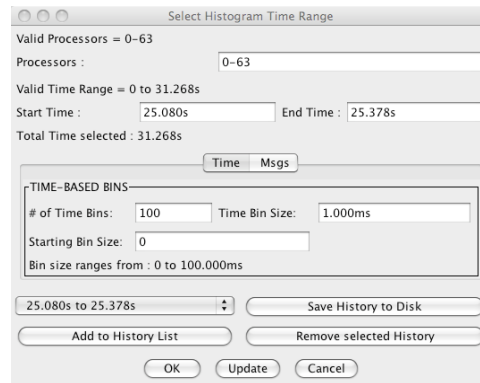 Select Histogram Time Range
Valid Processors = 0-63
Processors : 0-63
Valid Time Range = 0 to 31.268s
Start Time : 25.080s End Time : 25.378s
Total Time selected : 31.268s
Time Msgs
TIME-BASED BINS
# of Time Bins: 100 Time Bin Size: 1.000ms
Starting Bin Size: 0
Bin size ranges from : 0 to 100.000ms
25.080s to 25.378s Save History to Disk
Add to History List Remove selected History
OK Update Cancel